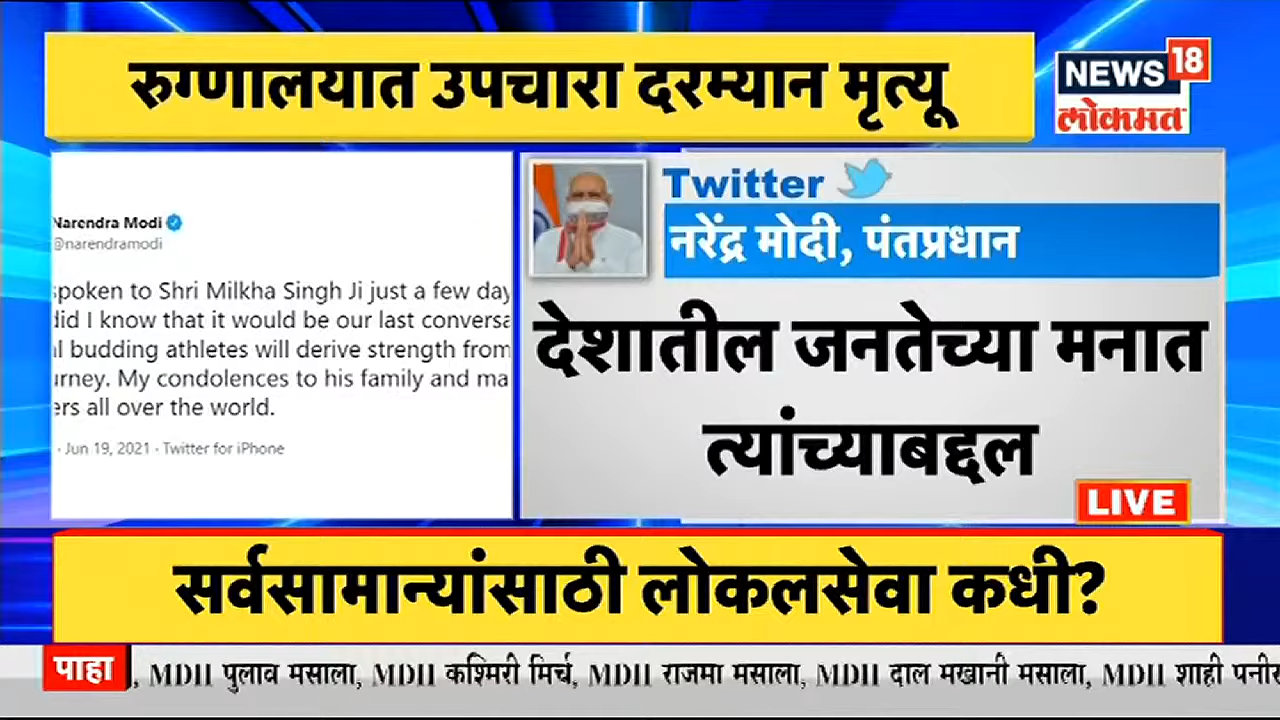 रुग्णालयात उपचारा दरम्यान मृत्यू
NEWS 18
लोकमत
Narendra Modi
@narendramodi
spoken to Shri Milkha Singh Ji just a few day
did I know that it would be our last conversa
budding athletes will derive strength from
My condolences to his family and ma
all over the world.
· Jun 19, 2021 · Twitter for iPhone
Twitter
नरेंद्र मोदी, पंतप्रधान
देशातील जनतेच्या मनात
त्यांच्याबद्दल
LIVE
सर्वसामान्यांसाठी लोकलसेवा कधी?
पाहा , MDH पुलाव मसाला, MDH कश्मिरी मिर्च, MDH राजमा मसाला, MDH दाल मखानी मसाला, MDH शाही